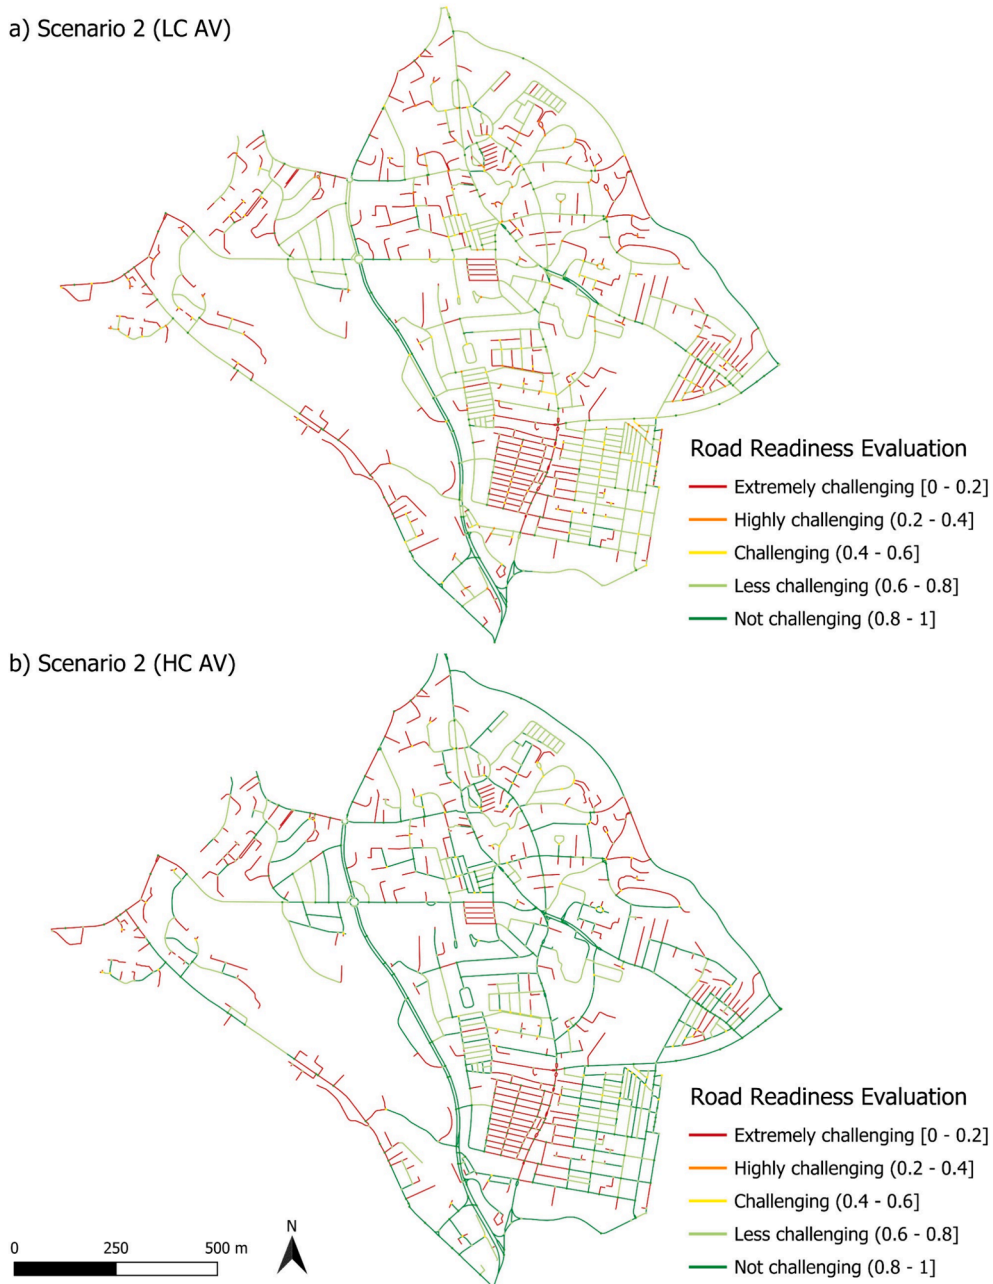 a) Scenario 2 (LC AV)
Road Readiness Evaluation
Extremely challenging [0 - 0.2]
Highly challenging (0.2 - 0.4]
Challenging (0.4 - 0.6]
Less challenging (0.6 - 0.8]
Not challenging (0.8 - 1]
b) Scenario 2 (HC AV)
Road Readiness Evaluation
Extremely challenging [0 - 0.2]
Highly challenging (0.2 - 0.4]
Challenging (0.4 - 0.6]
Less challenging (0.6 - 0.8]
Not challenging (0.8 - 1]
N
0 250 500 m